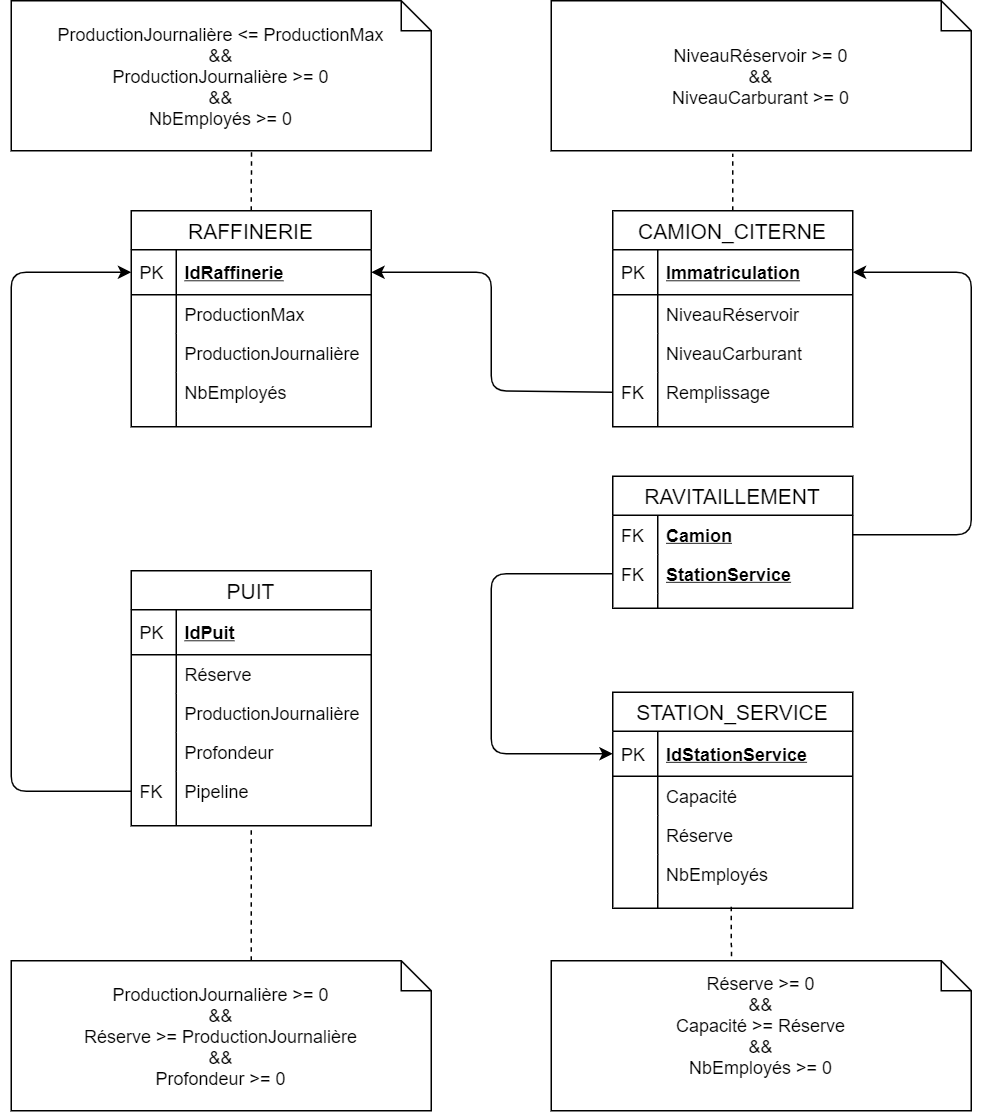 ProductionJournalière <= ProductionMax
&&
ProductionJournalière >= 0
&&
NbEmployés >= 0
NiveauRéservoir >= 0
&&
NiveauCarburant >= 0
RAFFINERIE
PK IdRaffinerie
ProductionMax
ProductionJournalière
NbEmployés
CAMION_CITERNE
PK Immatriculation
NiveauRéservoir
NiveauCarburant
FK Remplissage
RAVITAILLEMENT
FK Camion
FK StationService
PUIT
PK IdPuit
Réserve
ProductionJournalière
Profondeur
FK Pipeline
STATION_SERVICE
PK IdStationService
Capacité
Réserve
NbEmployés
ProductionJournalière >= 0
&&
Réserve >= ProductionJournalière
&&
Profondeur >= 0
Réserve >= 0
&&
Capacité >= Réserve
&&
NbEmployés >= 0